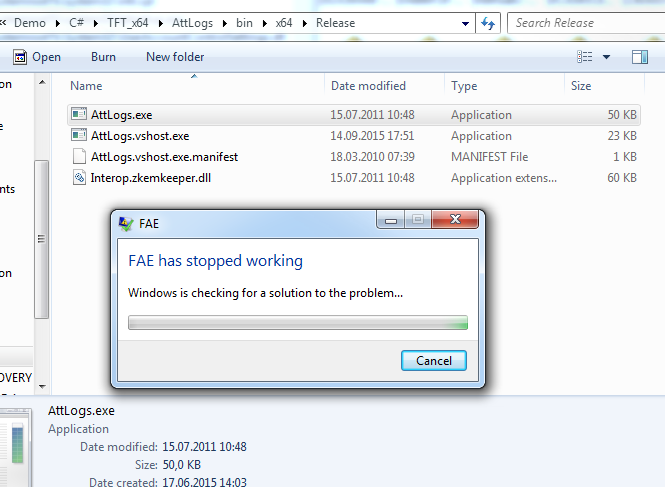 « Demo ▸ C# ▸ TFT_x64 ▸ AttLogs ▸ bin ▸ x64 ▸ Release
Search Release
Open Burn New folder
Name Date modified Type Size
AttLogs.exe 15.07.2011 10:48 Application 50 KB
AttLogs.vshost.exe 14.09.2015 17:51 Application 23 KB
AttLogs.vshost.exe.manifest 18.03.2010 07:39 MANIFEST File 1 KB
Interop.zkemkeeper.dll 15.07.2011 10:48 Application extens... 60 KB
on
e
nts
on
OVERY
FAE
FAE has stopped working
Windows is checking for a solution to the problem...
Cancel
AttLogs.exe
Application
Date modified: 15.07.2011 10:48
Size: 50,0 KB
Date created: 17.06.2015 14:03